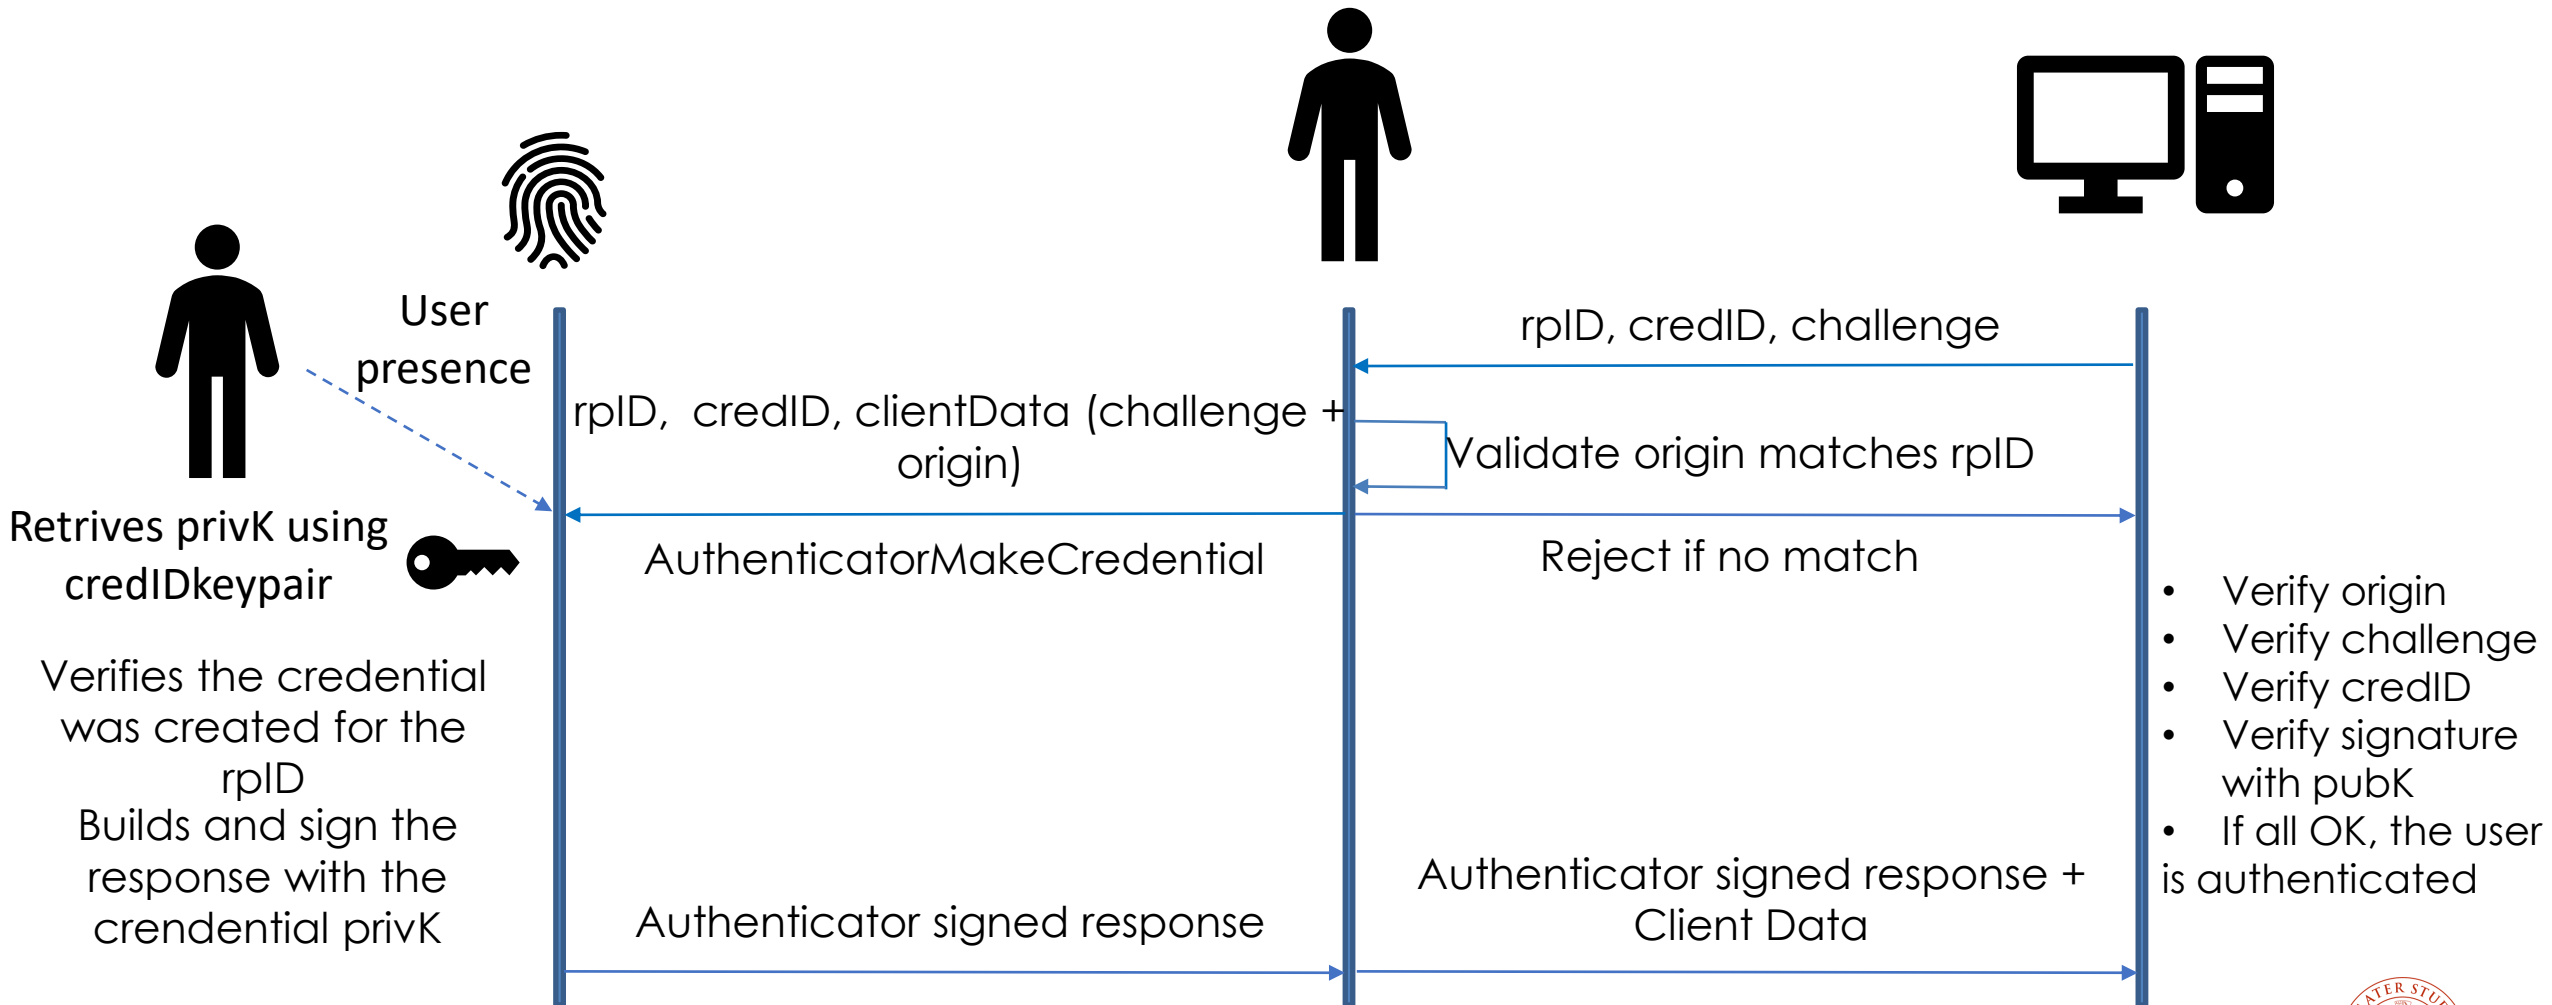 User
presence
rpID, credID, challenge
rpID, credID, clientData (challenge +
origin)
Validate origin matches rpID
Retrives privK using
credIDkeypair
AuthenticatorMakeCredential
Reject if no match
Verifies the credential
was created for the
rpID
Builds and sign the
response with the
crendential privK
Authenticator signed response
Authenticator signed response +
Client Data
• Verify origin
• Verify challenge
• Verify credID
• Verify signature
with pubK
• If all OK, the user
is authenticated
ATER STU